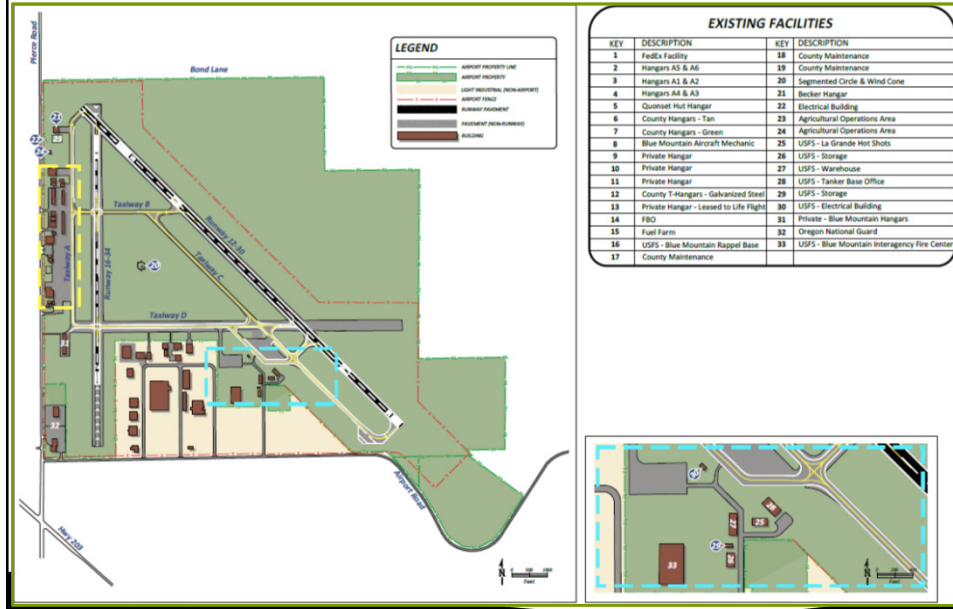 Pierce Road
Bond Lane
LEGEND
AIRPORT PROPERTY LINE
AIRPORT PROPERTY
LIGHT INDUSTRIAL (NON-AIRPORT)
AIRPORT FENCE
RUNWAY PAVEMENT
PAVEMENT (NON-RUNWAY)
BUILDING
21
22
Taxiway B
Runway 12-30
Taxiway A
Runway 16-34
20
Taxiway C
Taxiway D
32
Airport Road
Hwy 203
N
Feet
EXISTING FACILITIES
KEY DESCRIPTION KEY DESCRIPTION
1 FedEx Facility 18 County Maintenance
2 Hangars A5 & A6 19 County Maintenance
3 Hangars A1 & A2 20 Segmented Circle & Wind Cone
4 Hangars A4 & A3 21 Becker Hangar
5 Quonset Hut Hangar 22 Electrical Building
6 County Hangars - Tan 23 Agricultural Operations Area
7 County Hangars - Green 24 Agricultural Operations Area
8 Blue Mountain Aircraft Mechanic 25 USFS - La Grande Hot Shots
9 Private Hangar 26 USFS - Storage
10 Private Hangar 27 USFS - Warehouse
11 Private Hangar 28 USFS - Tanker Base Office
12 County T-Hangars - Galvanized Steel 29 USFS - Storage
13 Private Hangar - Leased to Life Flight 30 USFS - Electrical Building
14 FBO 31 Private - Blue Mountain Hangars
15 Fuel Farm 32 Oregon National Guard
16 USFS - Blue Mountain Rappel Base 33 USFS - Blue Mountain Interagency Fire Center
17 County Maintenance
30
28
27
25
29
26
33
N
Feet